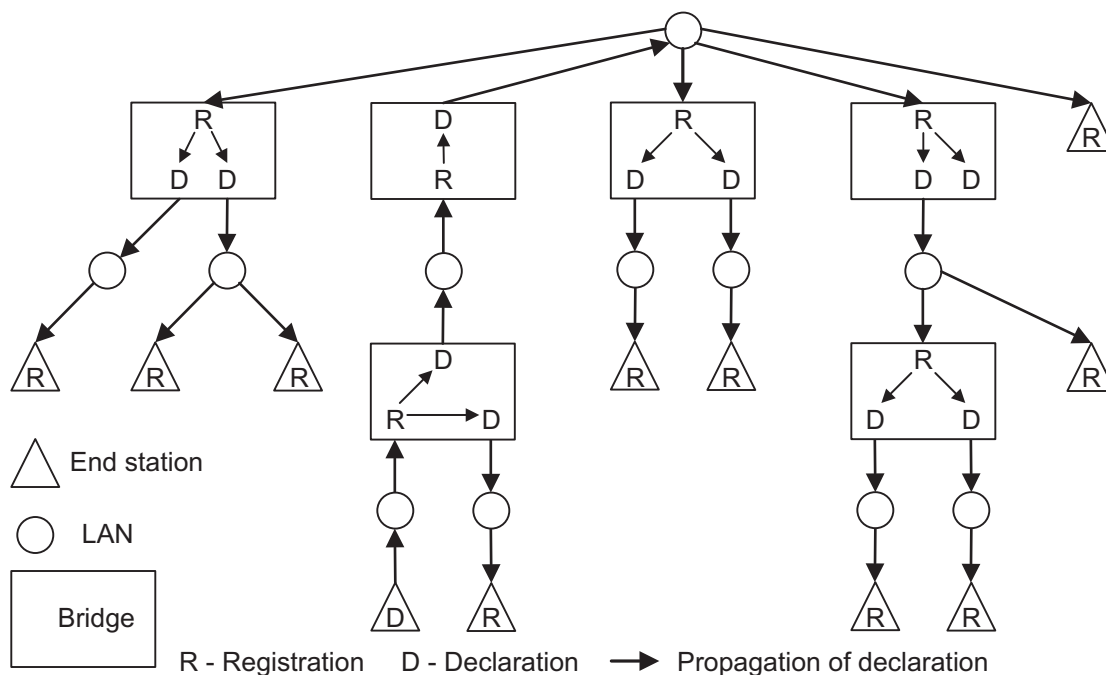 R D R R
D D R D D D D
R
R R R
D
R D
R R
R
D D
R
End station
LAN
D R
R R
Bridge
R - Registration D - Declaration Propagation of declaration